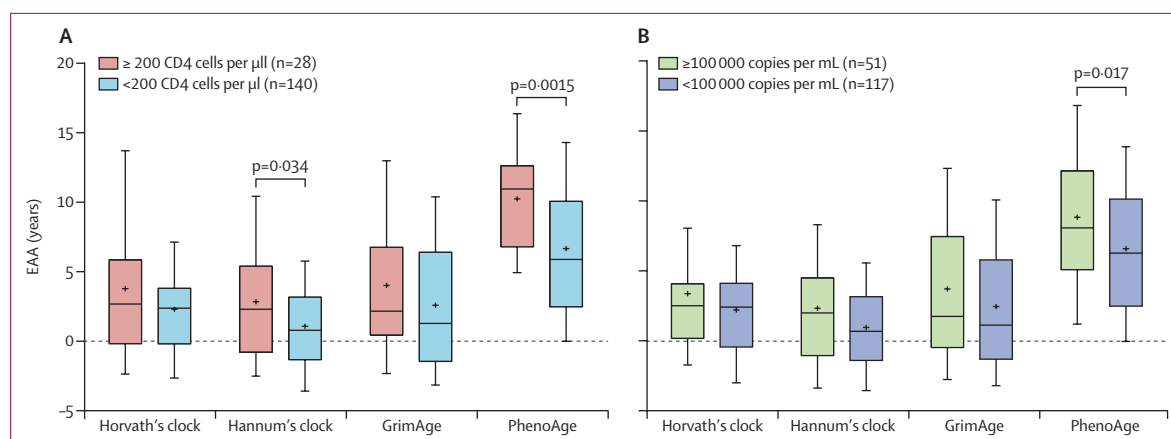 A
≥ 200 CD4 cells per µll (n=28)
<200 CD4 cells per µl (n=140)
EAA (years)
20
15
10
5
0
−5
p=0·034
p=0·0015
Horvath's clock
Hannum's clock
GrimAge
PhenoAge
B
≥100 000 copies per mL (n=51)
<100 000 copies per mL (n=117)
p=0·017
Horvath's clock
Hannum's clock
GrimAge
PhenoAge